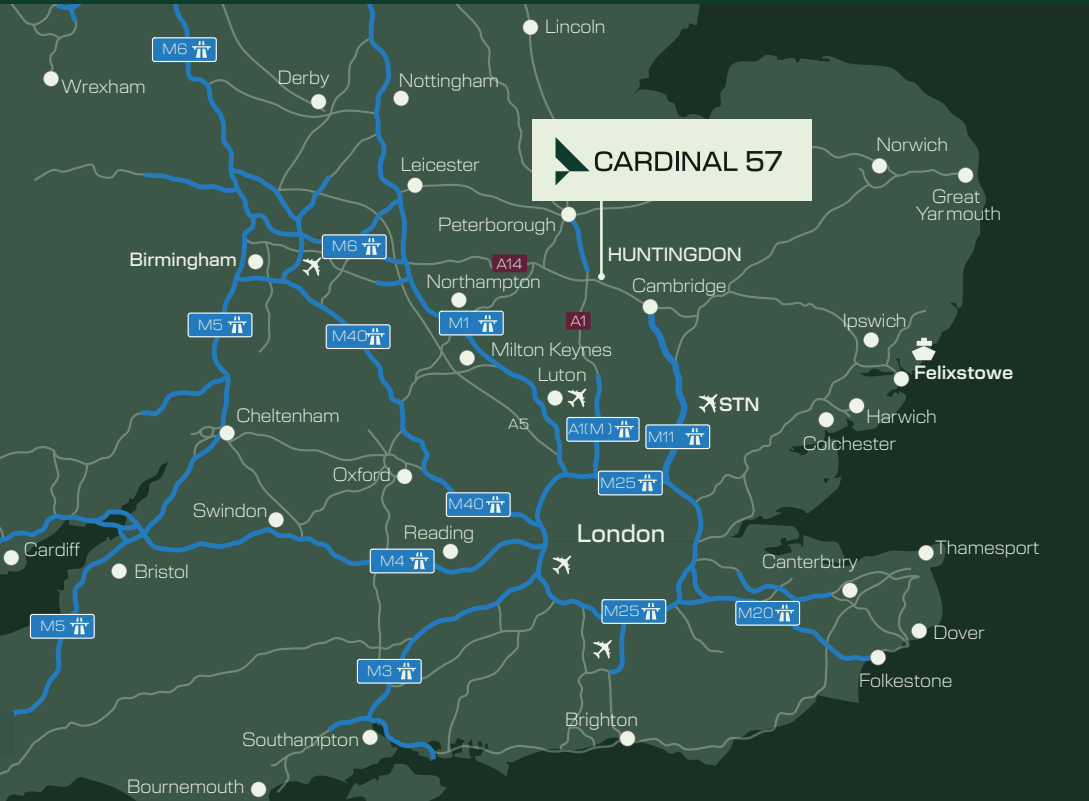 Lincoln
M6
Derby
Nottingham
Wrexham
CARDINAL 57
Norwich
Leicester
Great
Yarmouth
Peterborough
M6
HUNTINGDON
Birmingham
A14
Northampton
Cambridge
M5
M40
M1
A1
Ipswich
Milton Keynes
Luton
Felixstowe
STN
Cheltenham
A5
A1(M)
M11
Harwich
Colchester
Oxford
M25
M40
Swindon
Reading
London
Cardiff
M4
Canterbury
Thamesport
Bristol
M5
M25
M20
Dover
M3
Folkestone
Brighton
Southampton
Bournemouth